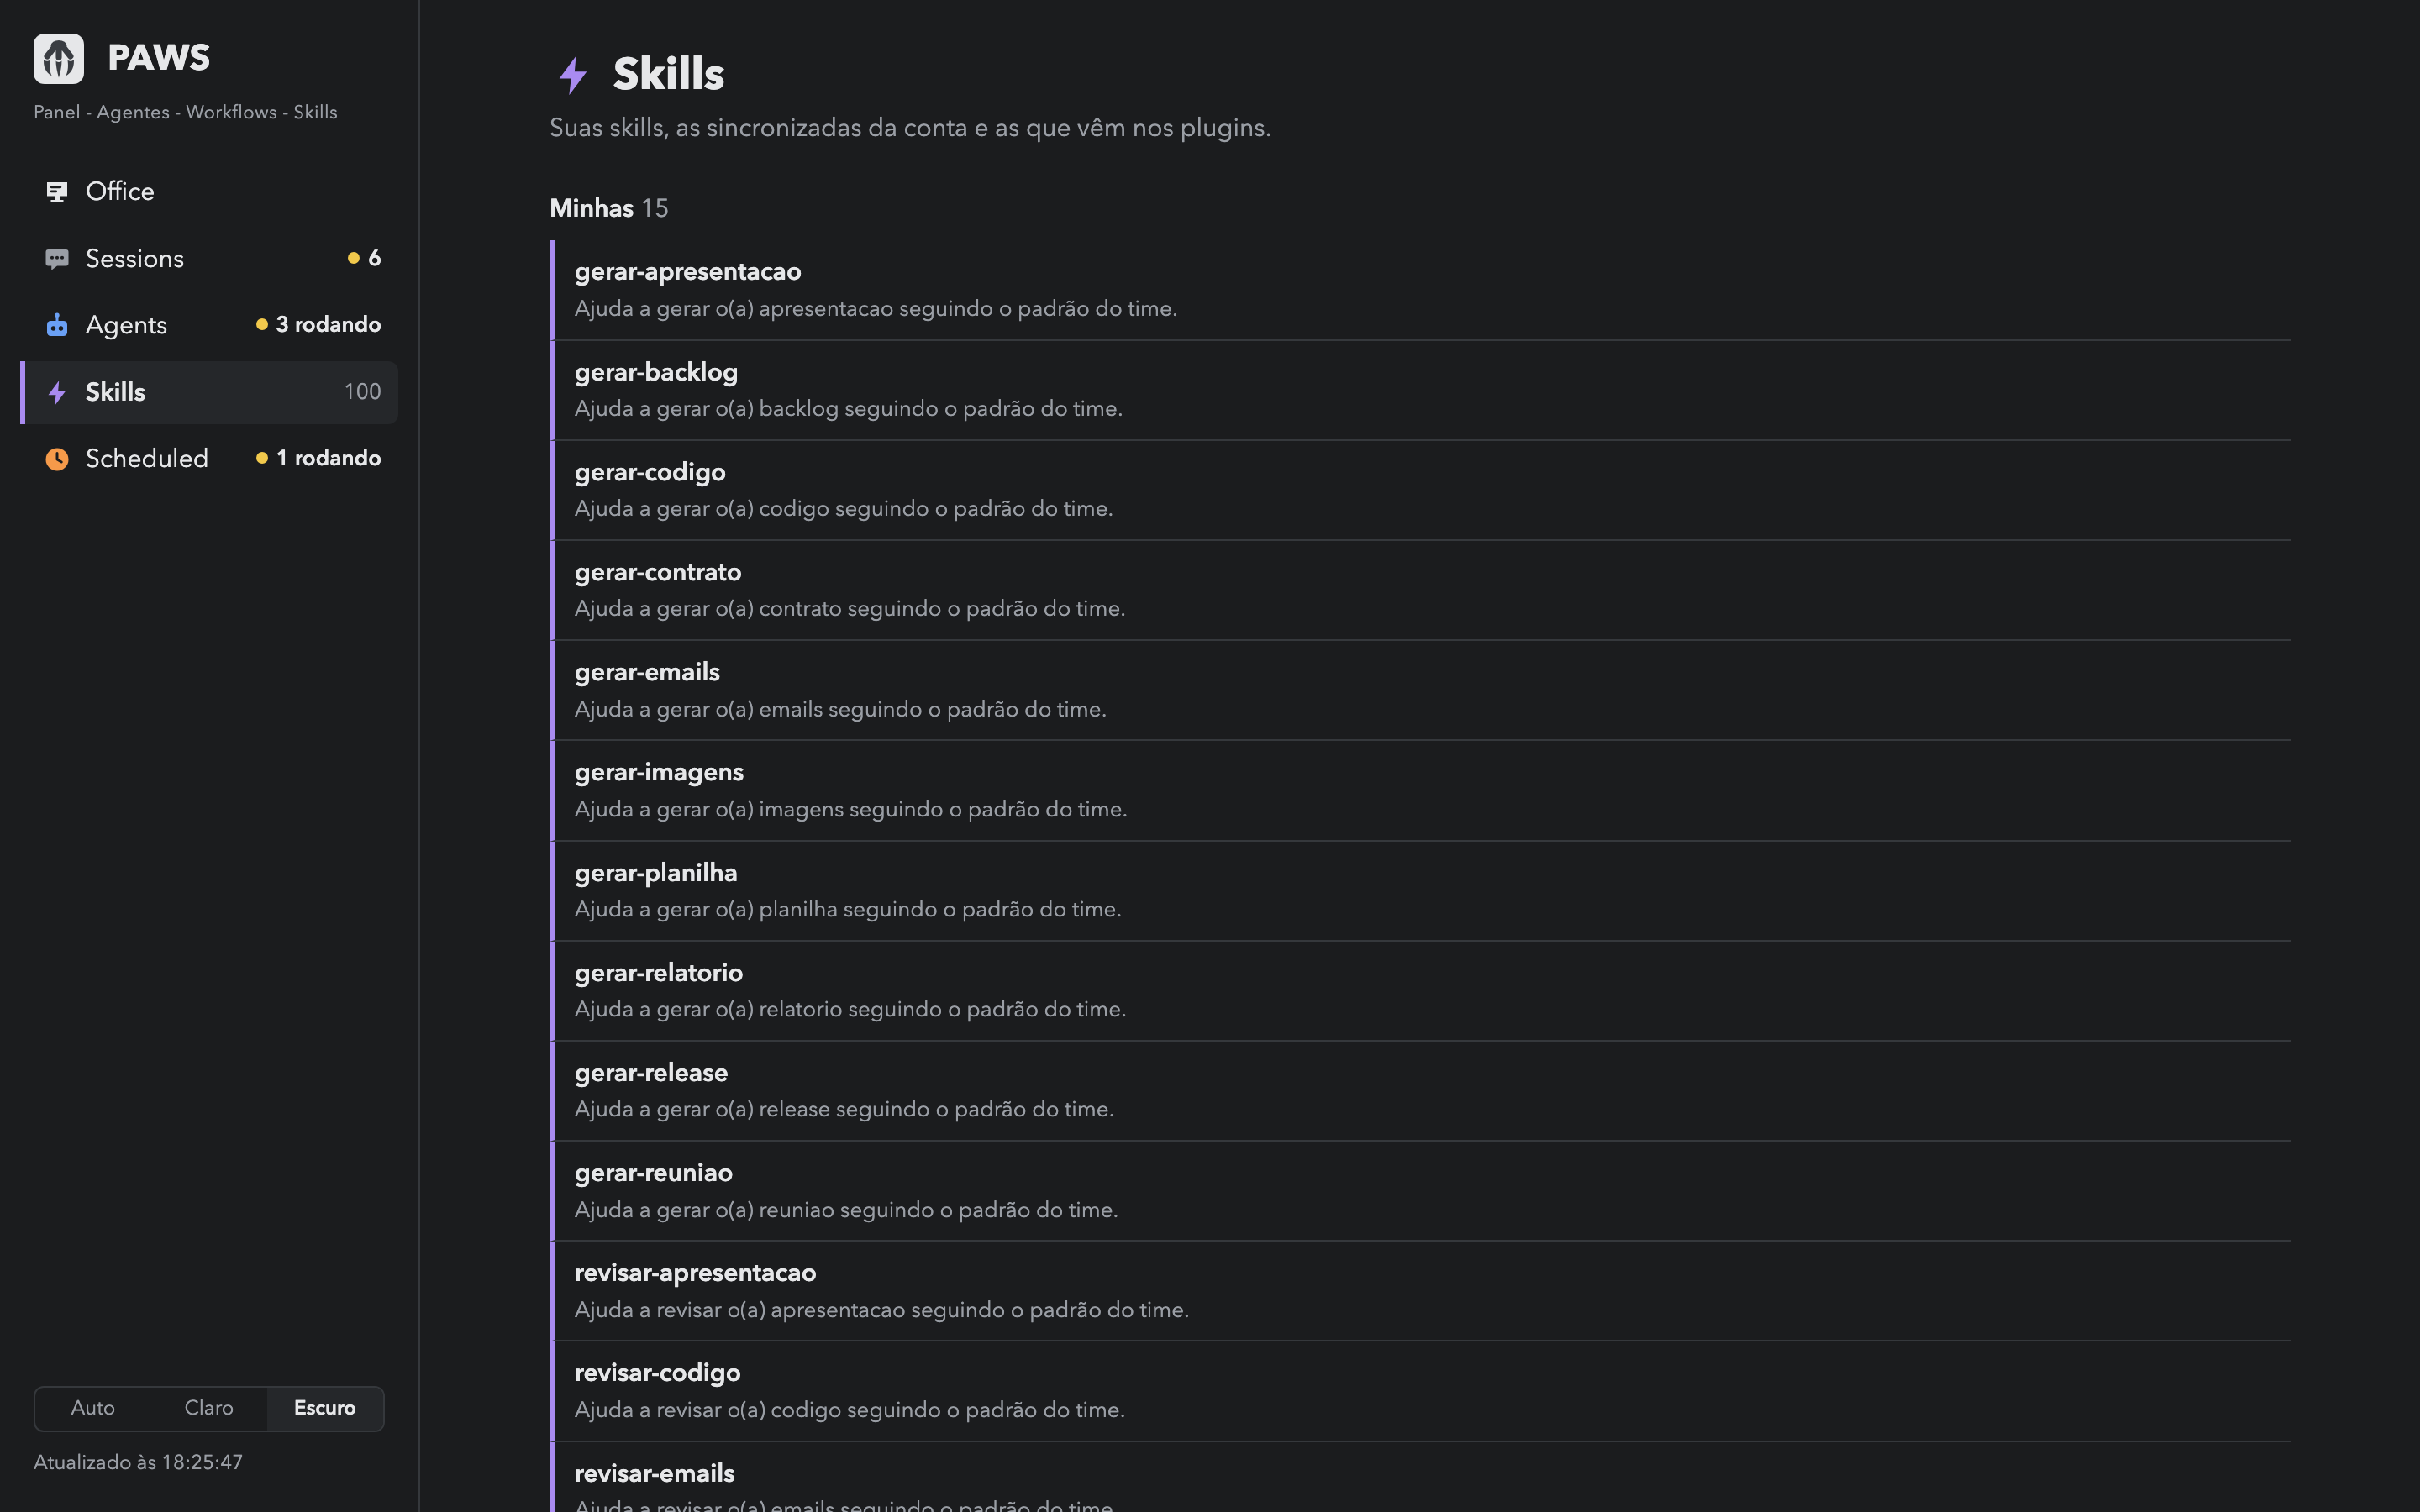 PAWS
Panel - Agentes - Workflows - Skills
Office
Sessions 6
Agents 3 rodando
Skills 100
Scheduled 1 rodando
Auto Claro Escuro
Atualizado às 18:25:47
Skills
Suas skills, as sincronizadas da conta e as que vêm nos plugins.
Minhas 15
gerar-apresentacao
Ajuda a gerar o(a) apresentacao seguindo o padrão do time.
gerar-backlog
Ajuda a gerar o(a) backlog seguindo o padrão do time.
gerar-codigo
Ajuda a gerar o(a) codigo seguindo o padrão do time.
gerar-contrato
Ajuda a gerar o(a) contrato seguindo o padrão do time.
gerar-emails
Ajuda a gerar o(a) emails seguindo o padrão do time.
gerar-imagens
Ajuda a gerar o(a) imagens seguindo o padrão do time.
gerar-planilha
Ajuda a gerar o(a) planilha seguindo o padrão do time.
gerar-relatorio
Ajuda a gerar o(a) relatorio seguindo o padrão do time.
gerar-release
Ajuda a gerar o(a) release seguindo o padrão do time.
gerar-reuniao
Ajuda a gerar o(a) reuniao seguindo o padrão do time.
revisar-apresentacao
Ajuda a revisar o(a) apresentacao seguindo o padrão do time.
revisar-codigo
Ajuda a revisar o(a) codigo seguindo o padrão do time.
revisar-emails
Ajuda a revisar o(a) emails seguindo o padrão do time.